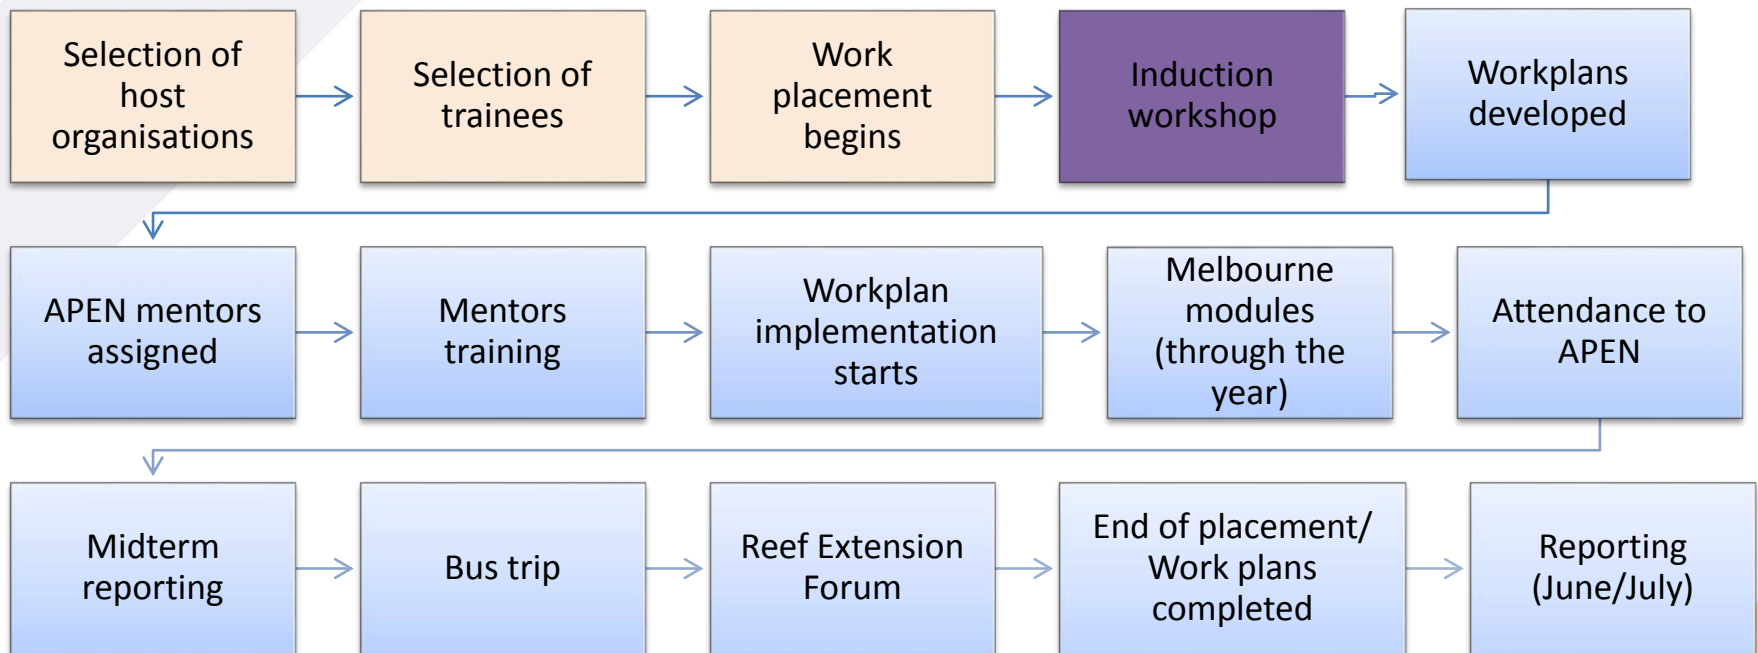 Selection of
host
organisations
Selection of
trainees
Work
placement
begins
Induction
workshop
Workplans
developed
APEN mentors
assigned
Mentors
training
Workplan
implementation
starts
Melbourne
modules
(through the
year)
Attendance to
APEN
Midterm
reporting
Bus trip
Reef Extension
Forum
End of placement/
Work plans
completed
Reporting
(June/July)